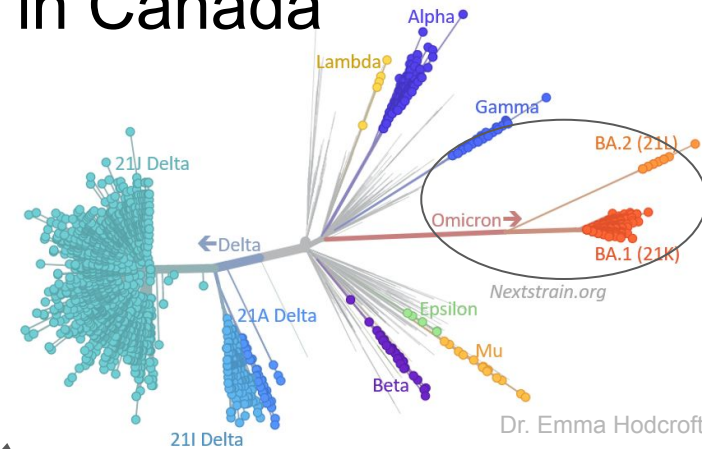 in Canada
Alpha
Lambda
Gamma
BA.2 (21L)
21J Delta
Omicron
Delta
BA.1 (21K)
Nextstrain.org
21A Delta
Epsilon
Mu
Beta
Dr. Emma Hodcroft
21I Delta